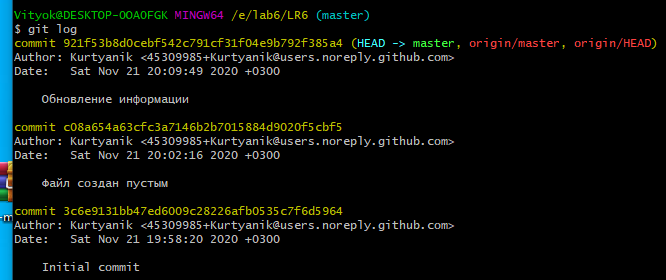 Vityok@DESKTOP-OOAOFGK MINGW64 /e/lab6/LR6 (master)
$ git log
commit 921f53b8d0cebf542c791cf31f04e9b792f385a4 (HEAD -> master, origin/master, origin/HEAD)
Author: Kurtyanik <45309985+Kurtyanik@users.noreply.github.com>
Date:   Sat Nov 21 20:09:49 2020 +0300
Обновление информации
commit c08a654a63cfc3a7146b2b7015884d9020f5cbf5
Author: Kurtyanik <45309985+Kurtyanik@users.noreply.github.com>
Date:   Sat Nov 21 20:02:16 2020 +0300
Файл создан пустым
commit 3c6e9131bb47ed6009c28226afb0535c7f6d5964
Author: Kurtyanik <45309985+Kurtyanik@users.noreply.github.com>
Date:   Sat Nov 21 19:58:20 2020 +0300
Initial commit